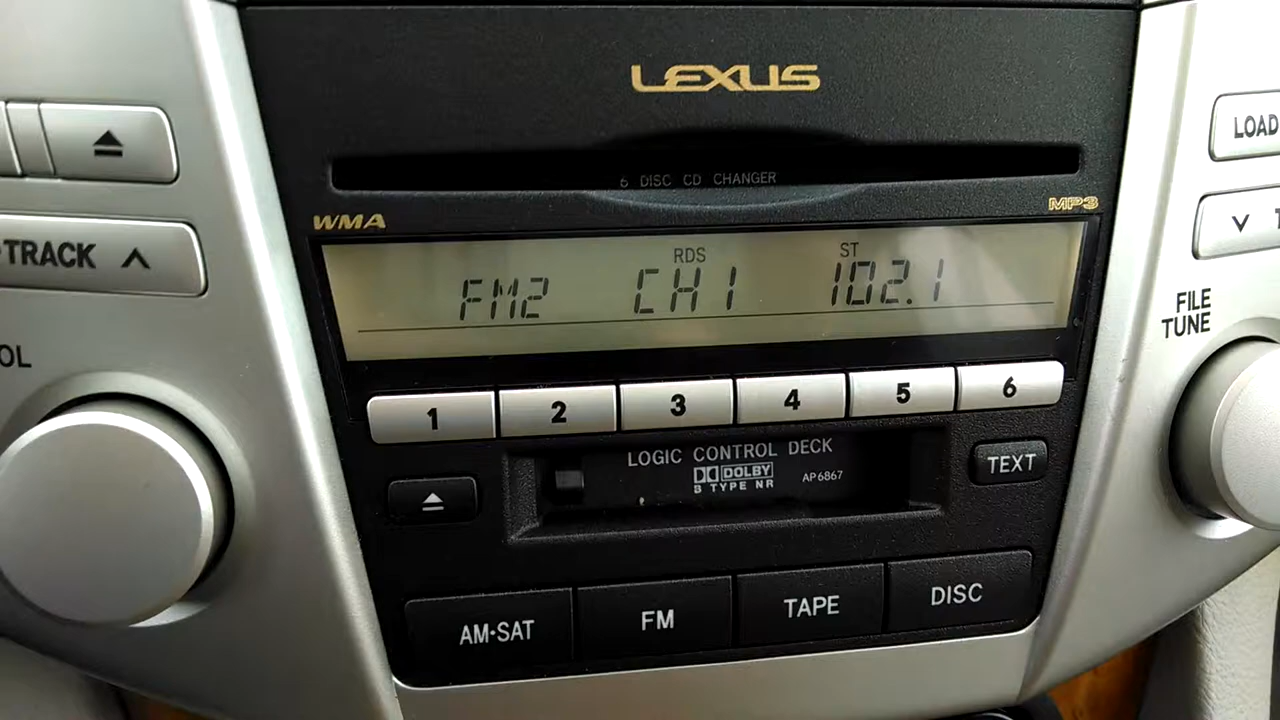 LEXUS
6 DISC CD CHANGER
LOAD
WMA
MP3
TRACK
RDS
ST
FM2 CH1 102.1
FILE
TUNE
OL
1 2 3 4 5 6
LOGIC CONTROL DECK
DOLBY
B TYPE NR
AP6867
TEXT
AM·SAT
FM
TAPE
DISC